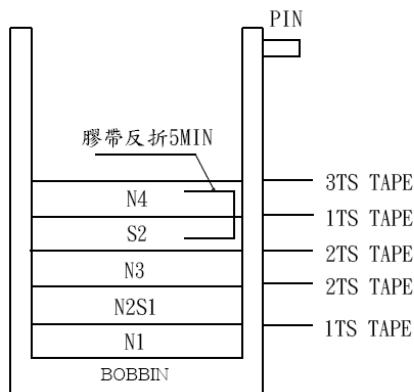 PIN
膠帶反折5MIN
3TS TAPE
N4
1TS TAPE
S2
2TS TAPE
N3
2TS TAPE
N2S1
1TS TAPE
N1
BOBBIN